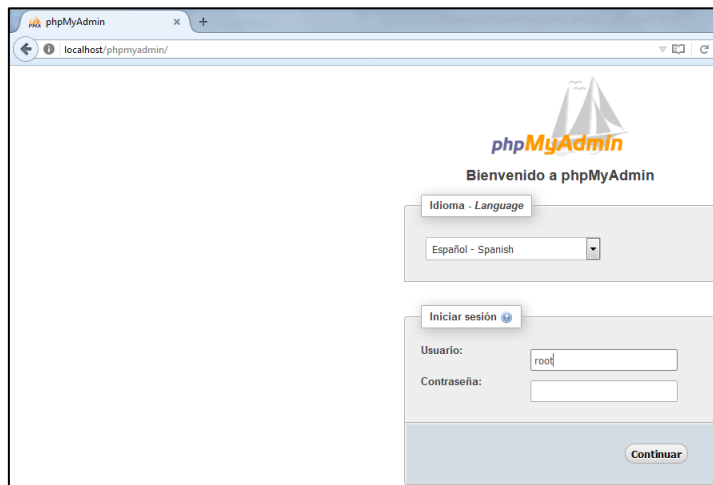 phpMyAdmin
localhost/phpmyadmin/
phpMyAdmin
Bienvenido a phpMyAdmin
Idioma - Language
Español - Spanish
Iniciar sesión
Usuario:
root
Contraseña:
Continuar